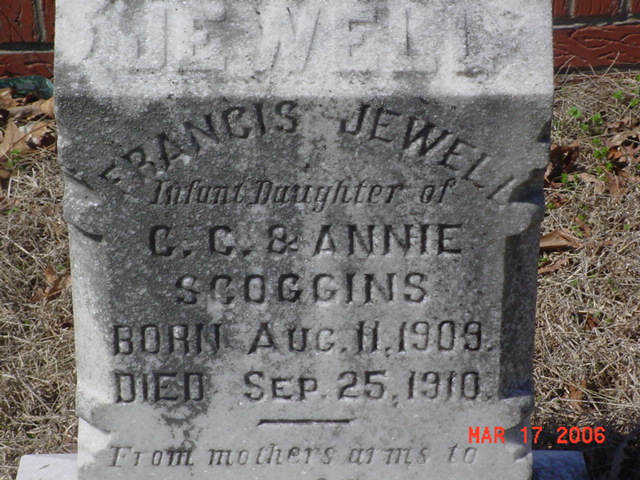 JEWELL
FRANCIS JEWELL
Infant Daughter of
C. C. & ANNIE
SCOGGINS
BORN AUG. 11, 1909.
DIED SEP. 25, 1910.
From mothers arms to
MAR 17 2006